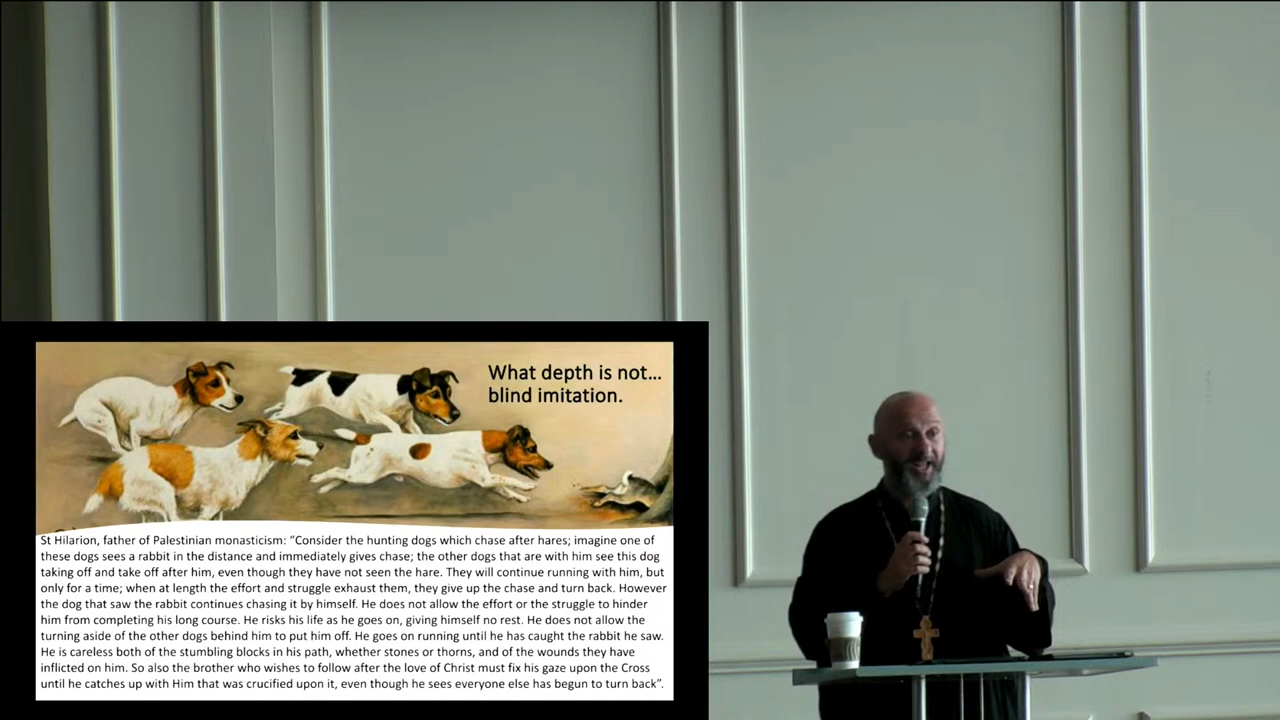 What depth is not...
blind imitation.
St Hilarion, father of Palestinian monasticism: “Consider the hunting dogs which chase after hares; imagine one of
these dogs sees a rabbit in the distance and immediately gives chase; the other dogs that are with him see this dog
taking off and take off after him, even though they have not seen the hare. They will continue running with him, but
only for a time; when at length the effort and struggle exhaust them, they give up the chase and turn back. However
the dog that saw the rabbit continues chasing it by himself. He does not allow the effort or the struggle to hinder
him from completing his long course. He risks his life as he goes on, giving himself no rest. He does not allow the
turning aside of the other dogs behind him to put him off. He goes on running until he has caught the rabbit he saw.
He is careless both of the stumbling blocks in his path, whether stones or thorns, and of the wounds they have
inflicted on him. So also the brother who wishes to follow after the love of Christ must fix his gaze upon the Cross
until he catches up with Him that was crucified upon it, even though he sees everyone else has begun to turn back”.